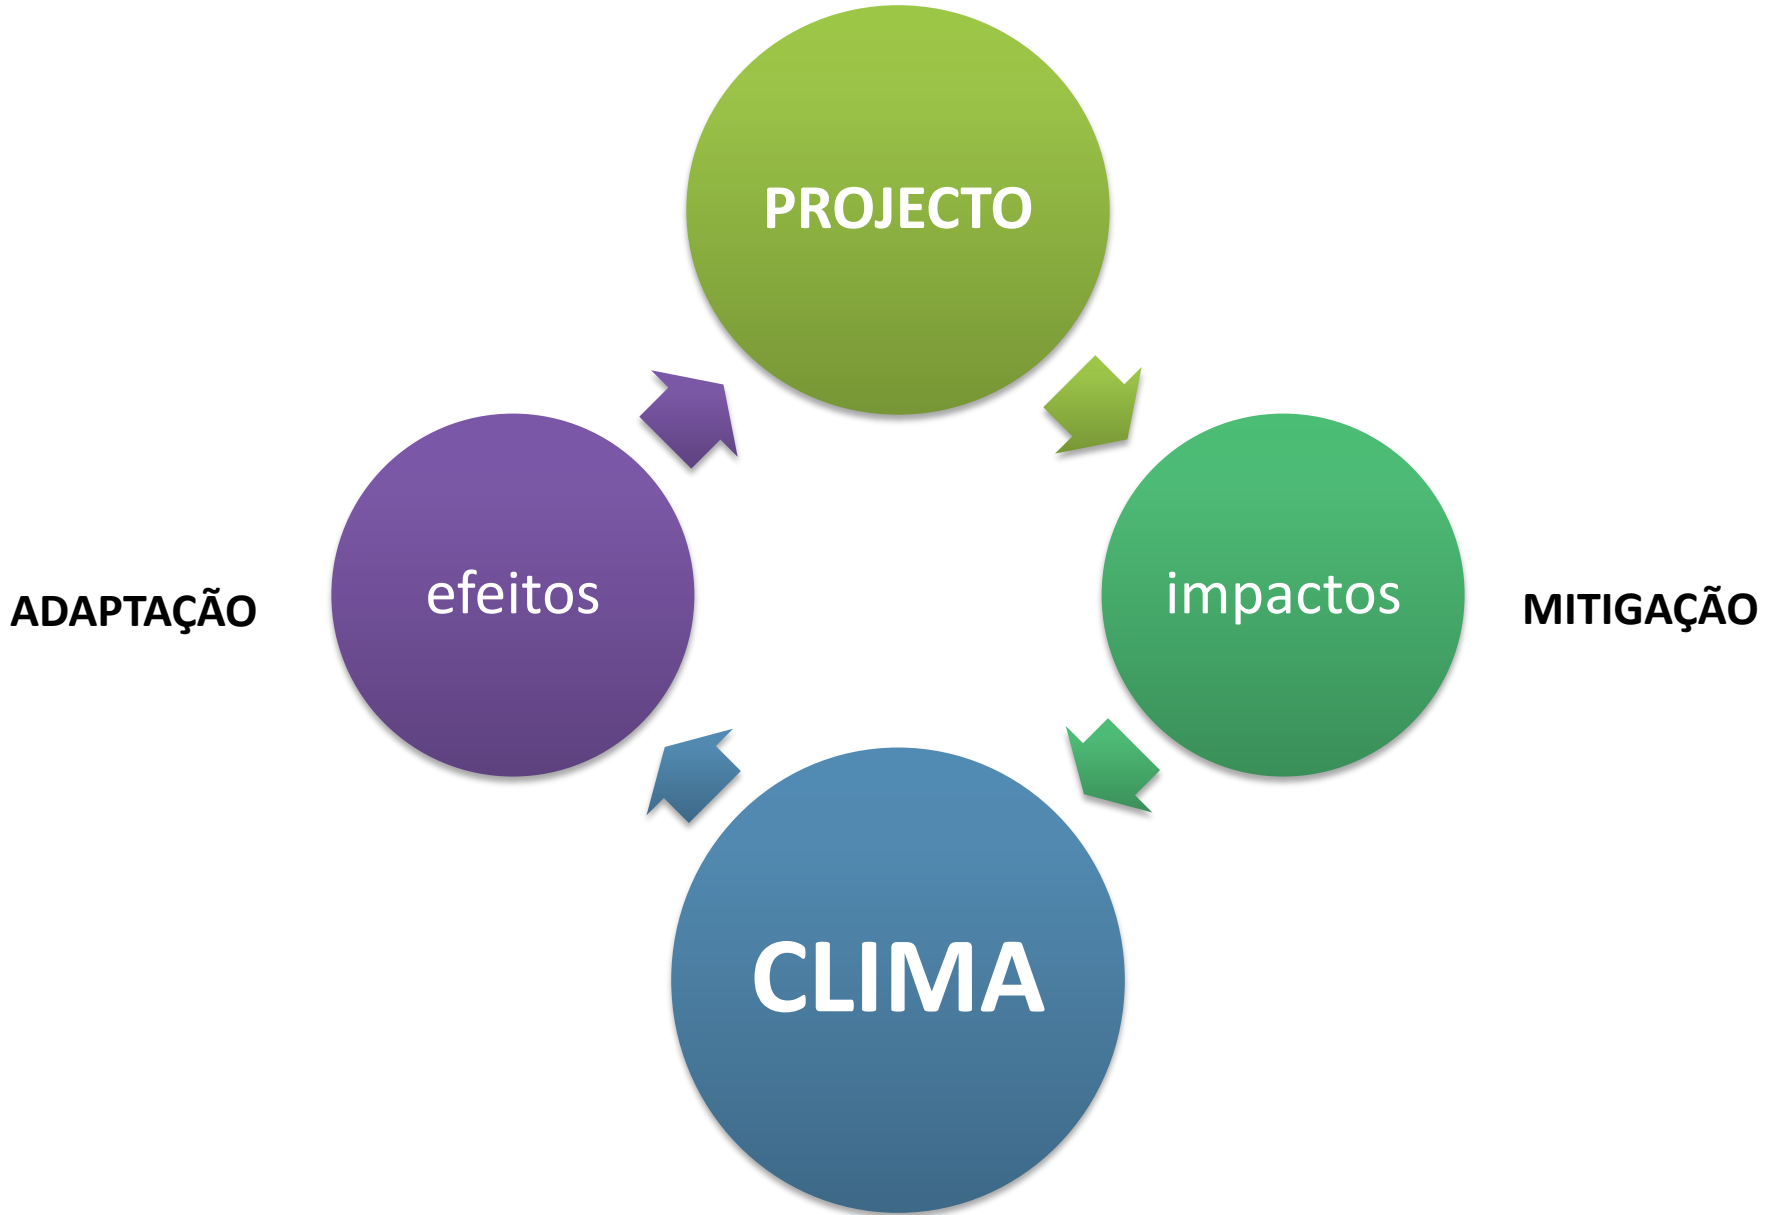 PROJECTO
efeitos
impactos
ADAPTAÇÃO
MITIGAÇÃO
CLIMA